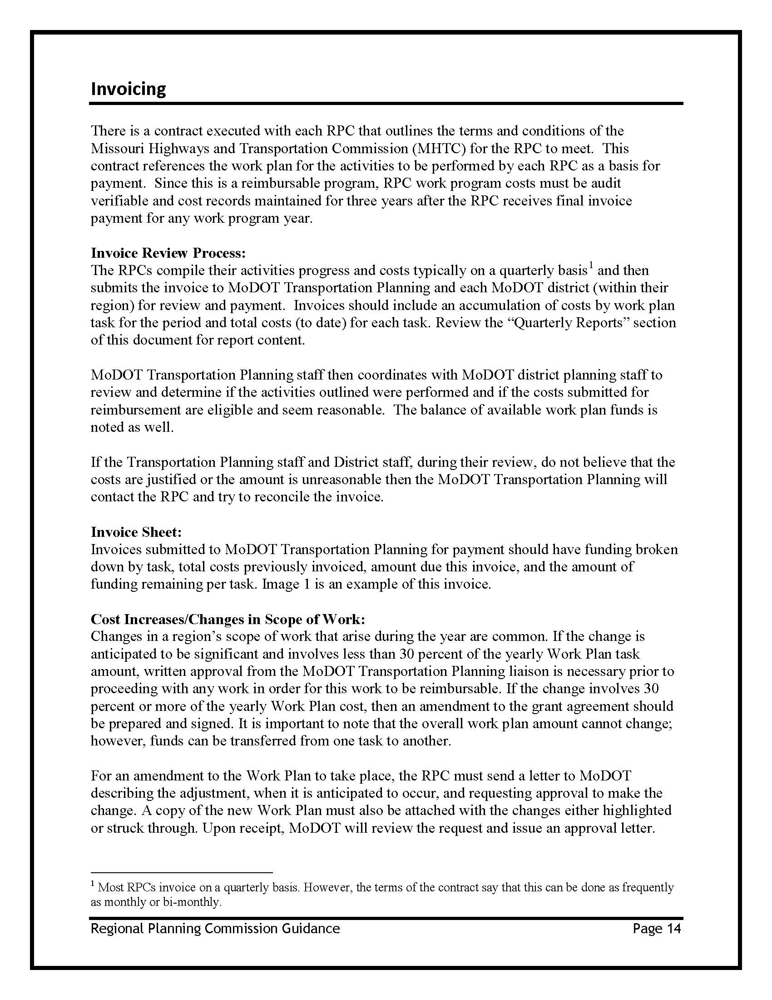 Invoicing
There is a contract executed with each RPC that outlines the terms and conditions of the
Missouri Highways and Transportation Commission (MHTC) for the RPC to meet.  This
contract references the work plan for the activities to be performed by each RPC as a basis for
payment.  Since this is a reimbursable program, RPC work program costs must be audit
verifiable and cost records maintained for three years after the RPC receives final invoice
payment for any work program year.
Invoice Review Process:
The RPCs compile their activities progress and costs typically on a quarterly basis¹ and then
submits the invoice to MoDOT Transportation Planning and each MoDOT district (within their
region) for review and payment.  Invoices should include an accumulation of costs by work plan
task for the period and total costs (to date) for each task. Review the “Quarterly Reports” section
of this document for report content.
MoDOT Transportation Planning staff then coordinates with MoDOT district planning staff to
review and determine if the activities outlined were performed and if the costs submitted for
reimbursement are eligible and seem reasonable.  The balance of available work plan funds is
noted as well.
If the Transportation Planning staff and District staff, during their review, do not believe that the
costs are justified or the amount is unreasonable then the MoDOT Transportation Planning will
contact the RPC and try to reconcile the invoice.
Invoice Sheet:
Invoices submitted to MoDOT Transportation Planning for payment should have funding broken
down by task, total costs previously invoiced, amount due this invoice, and the amount of
funding remaining per task. Image 1 is an example of this invoice.
Cost Increases/Changes in Scope of Work:
Changes in a region’s scope of work that arise during the year are common. If the change is
anticipated to be significant and involves less than 30 percent of the yearly Work Plan task
amount, written approval from the MoDOT Transportation Planning liaison is necessary prior to
proceeding with any work in order for this work to be reimbursable. If the change involves 30
percent or more of the yearly Work Plan cost, then an amendment to the grant agreement should
be prepared and signed. It is important to note that the overall work plan amount cannot change;
however, funds can be transferred from one task to another.
For an amendment to the Work Plan to take place, the RPC must send a letter to MoDOT
describing the adjustment, when it is anticipated to occur, and requesting approval to make the
change. A copy of the new Work Plan must also be attached with the changes either highlighted
or struck through. Upon receipt, MoDOT will review the request and issue an approval letter.
¹ Most RPCs invoice on a quarterly basis. However, the terms of the contract say that this can be done as frequently
as monthly or bi-monthly.
Regional Planning Commission Guidance Page 14